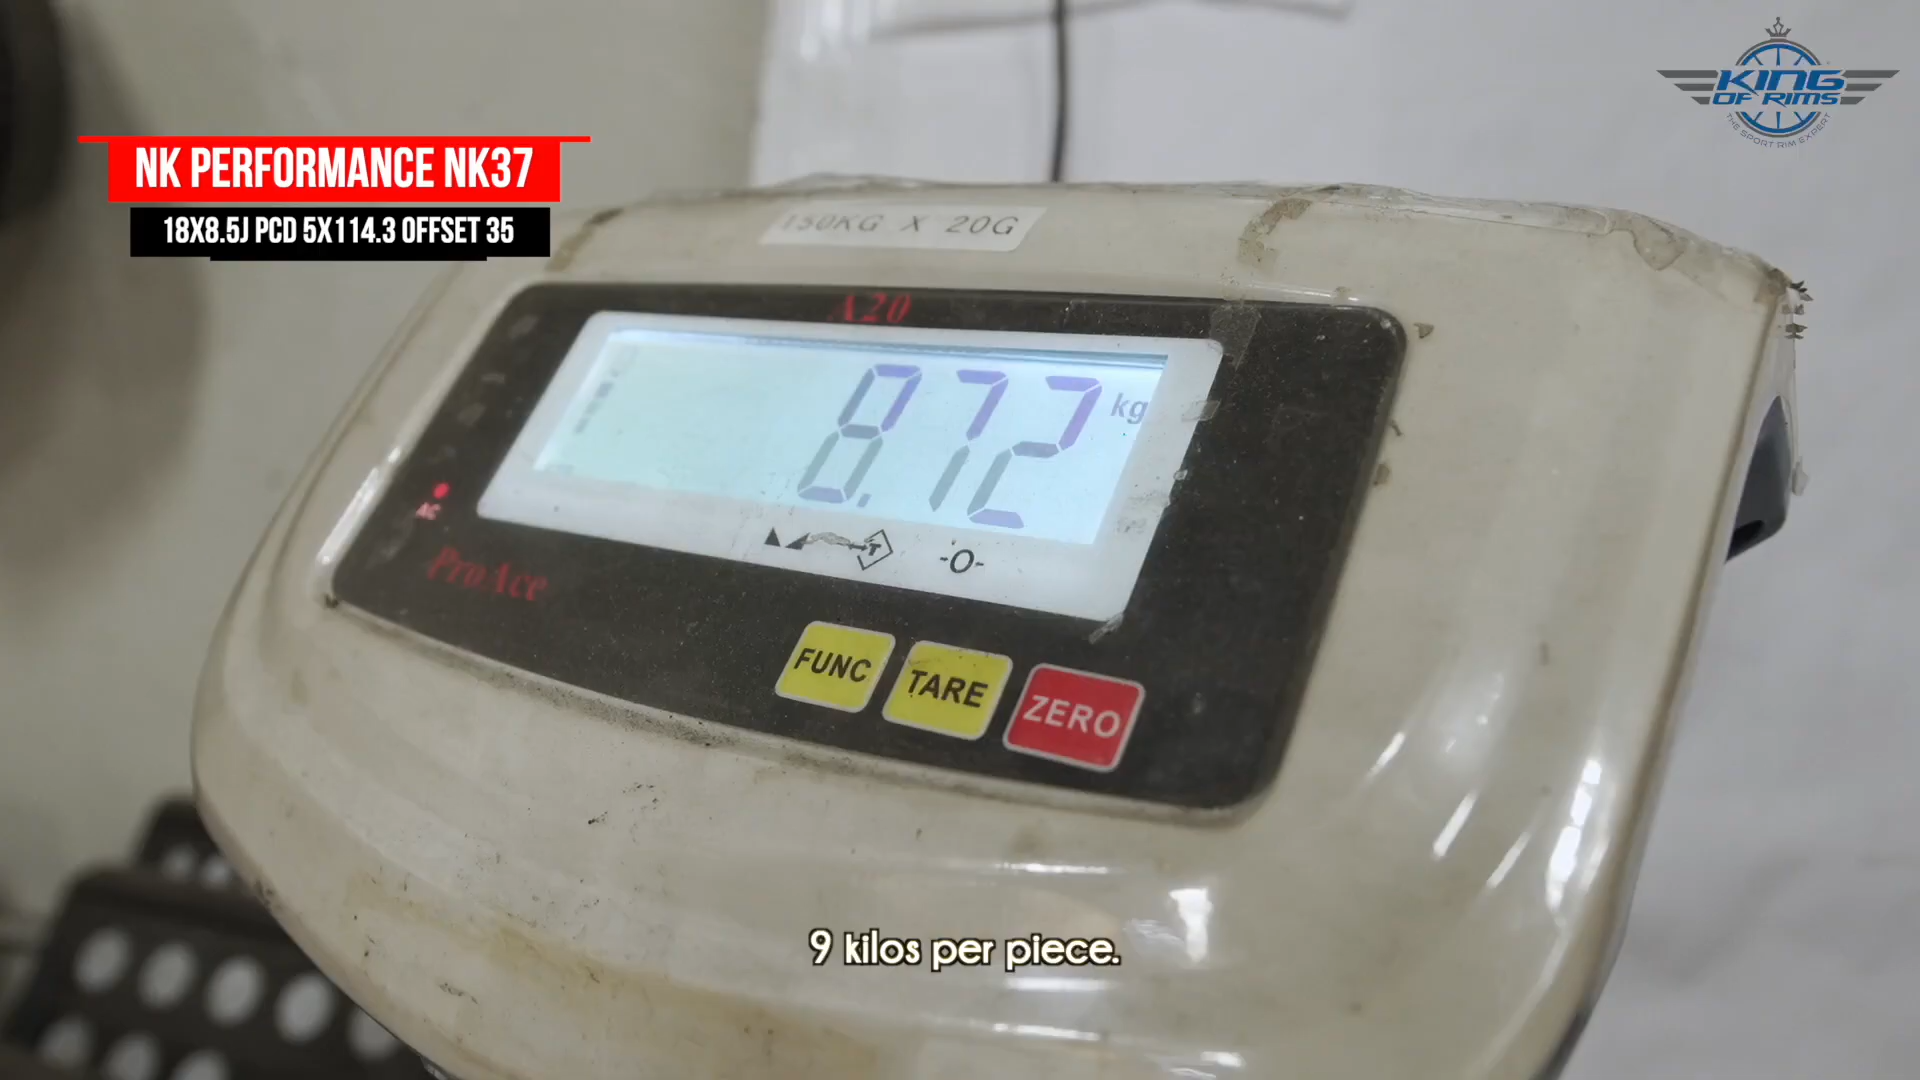 KING
OF RIMS
THE SPORT RIM EXPERT
NK PERFORMANCE NK37
18X8.5J PCD 5X114.3 OFFSET 35
150KG X 20G
A20
8.72
kg
AC
T
-0-
ProAce
FUNC
TARE
ZERO
9 kilos per piece.